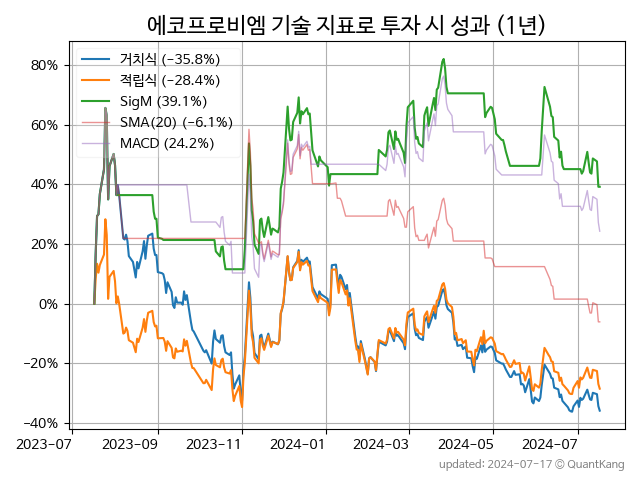 에코프로비엠 기술 지표로 투자 시 성과 (1년)
거치식 (−35.8%)
적립식 (−28.4%)
SigM (39.1%)
SMA(20) (−6.1%)
MACD (24.2%)
80%
60%
40%
20%
0%
−20%
−40%
2023-07 2023-09 2023-11 2024-01 2024-03 2024-05 2024-07
updated: 2024-07-17 © QuantKang